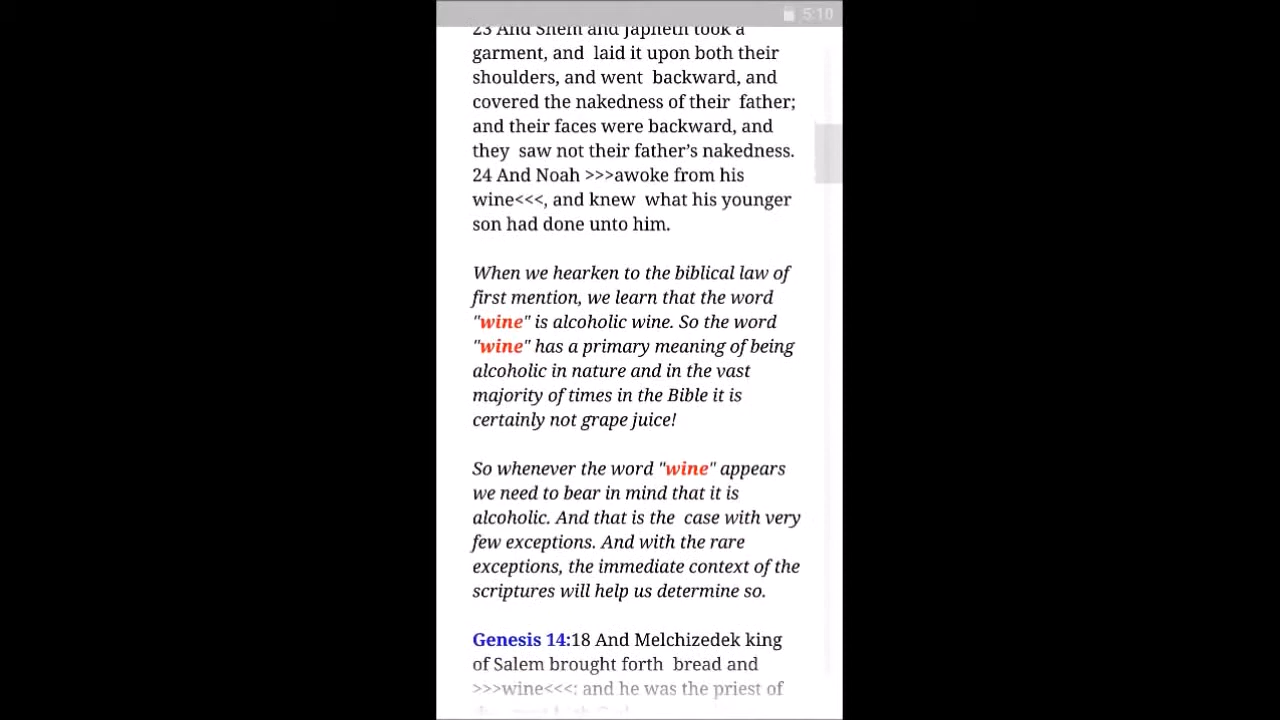 5:10
23 And Shem and Japheth took a
garment, and laid it upon both their
shoulders, and went backward, and
covered the nakedness of their father;
and their faces were backward, and
they saw not their father’s nakedness.
24 And Noah >>>awoke from his
wine<<<, and knew what his younger
son had done unto him.
When we hearken to the biblical law of
first mention, we learn that the word
"wine" is alcoholic wine. So the word
"wine" has a primary meaning of being
alcoholic in nature and in the vast
majority of times in the Bible it is
certainly not grape juice!
So whenever the word "wine" appears
we need to bear in mind that it is
alcoholic. And that is the case with very
few exceptions. And with the rare
exceptions, the immediate context of the
scriptures will help us determine so.
Genesis 14:18 And Melchizedek king
of Salem brought forth bread and
>>>wine<<<: and he was the priest of